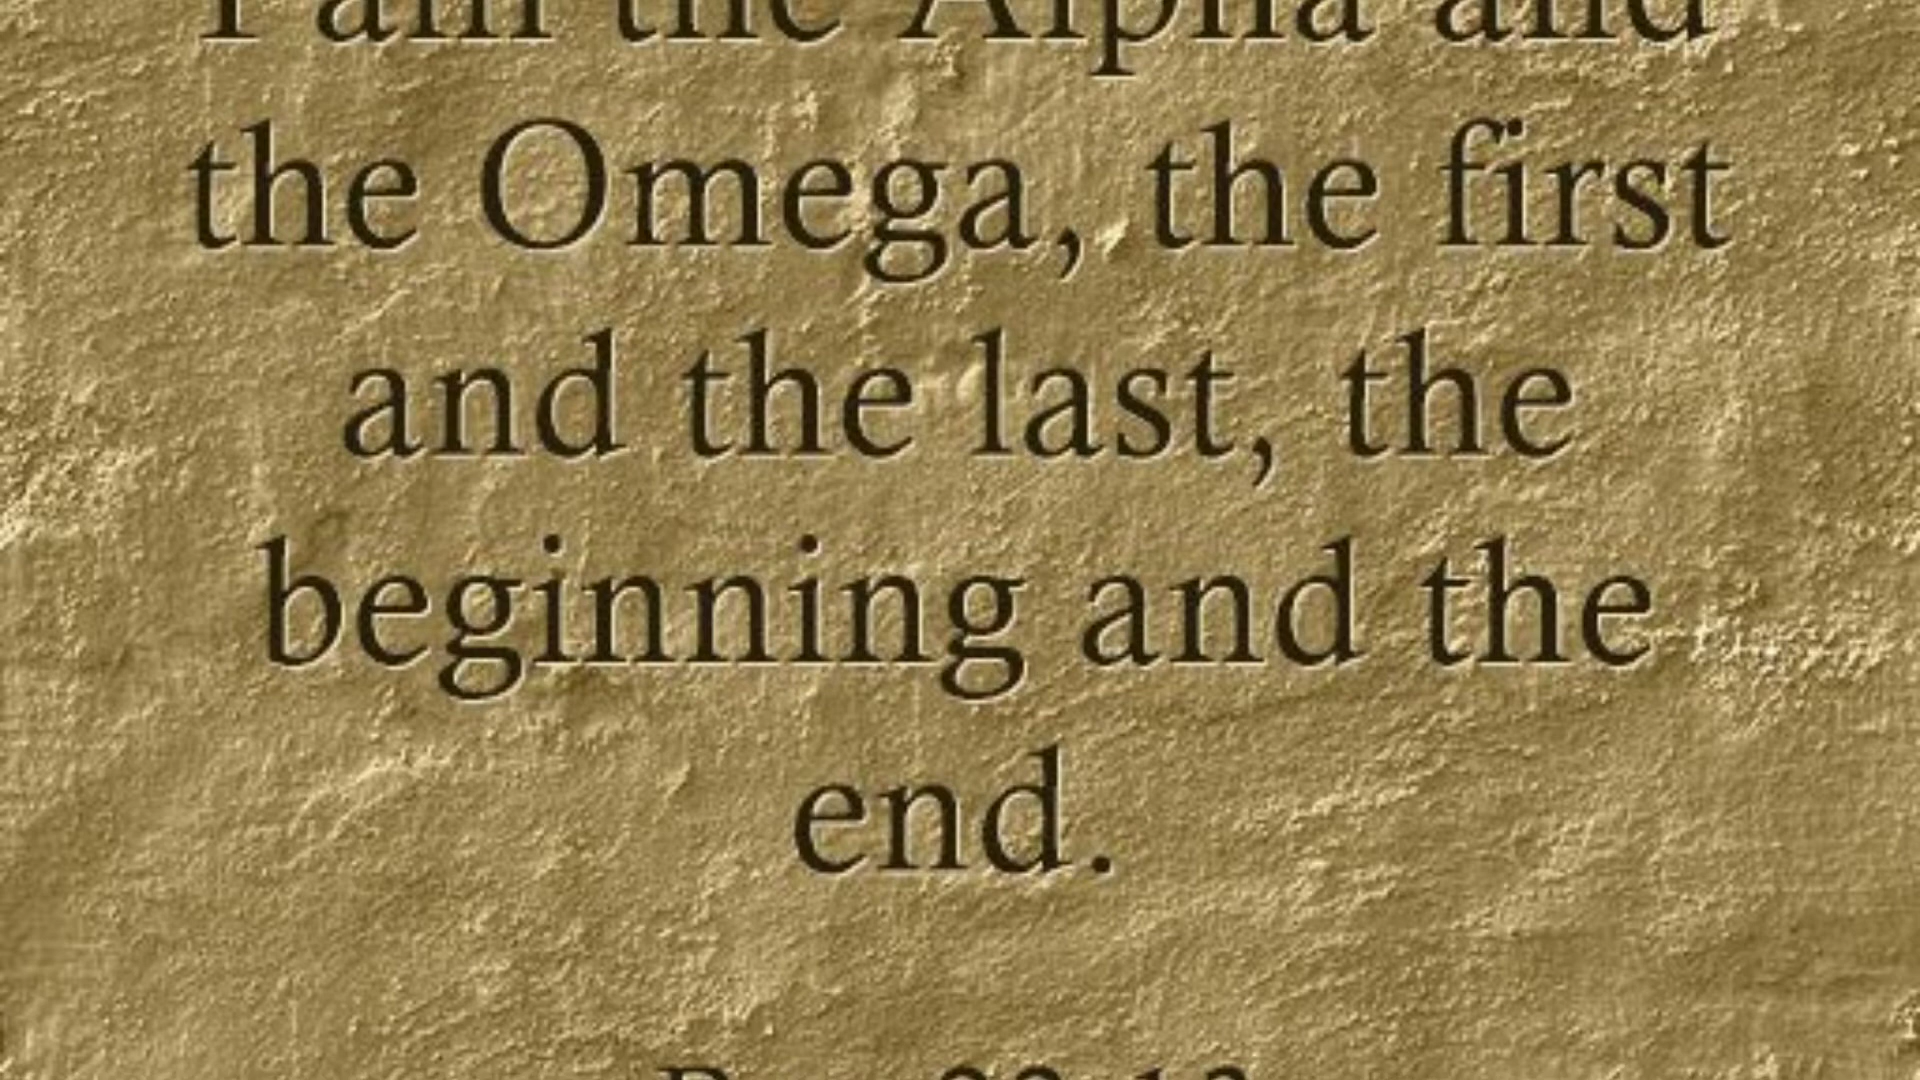 I am the Alpha and
the Omega, the first
and the last, the
beginning and the
end.